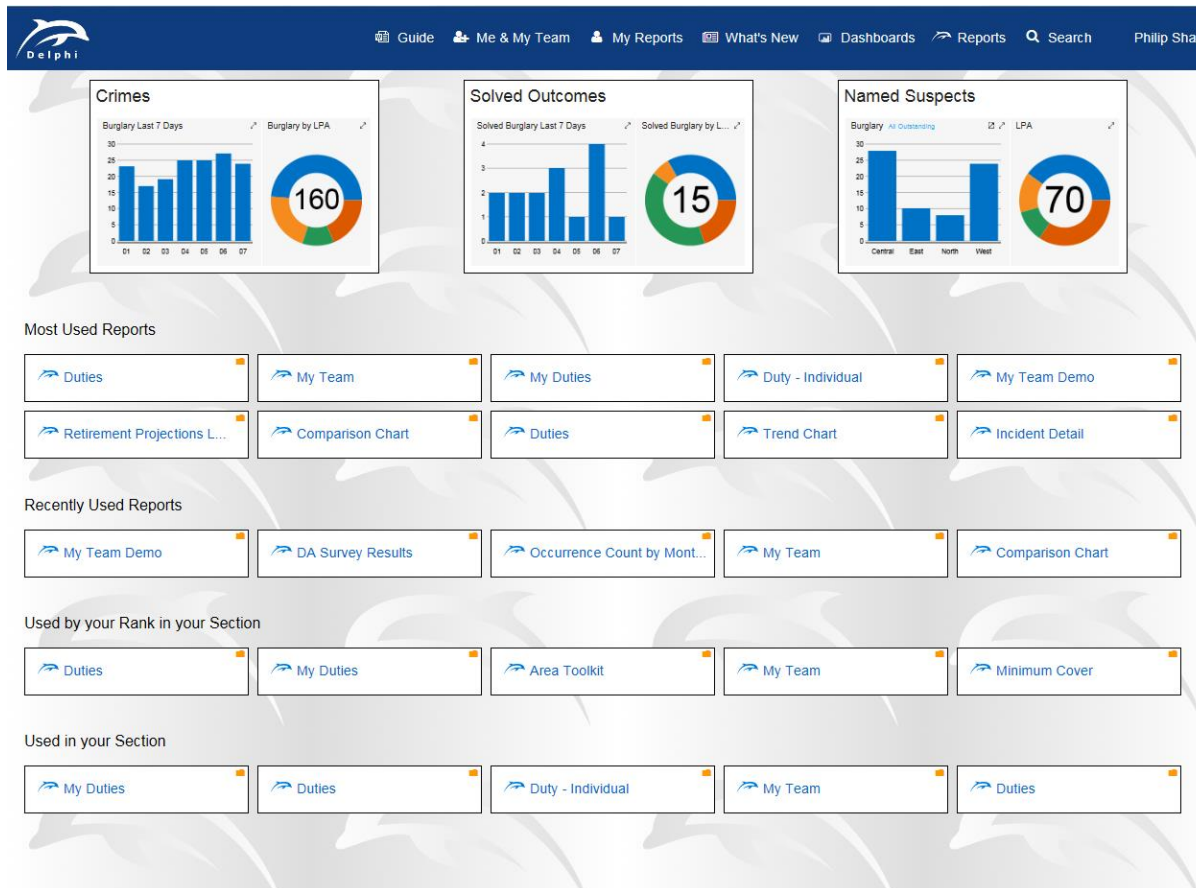 Delphi
Guide Me & My Team My Reports What's New Dashboards Reports Search Philip Sha
Crimes
Burglary Last 7 Days Burglary by LPA
30
25
20
15
10
5
0
01 02 03 04 05 06 07
160
Solved Outcomes
Solved Burglary Last 7 Days Solved Burglary by L...
4
3
2
1
0
01 02 03 04 05 06 07
15
Named Suspects
Burglary All Outstanding LPA
30
25
20
15
10
5
0
Central East North West
70
Most Used Reports
Duties My Team My Duties Duty - Individual My Team Demo
Retirement Projections L... Comparison Chart Duties Trend Chart Incident Detail
Recently Used Reports
My Team Demo DA Survey Results Occurrence Count by Mont... My Team Comparison Chart
Used by your Rank in your Section
Duties My Duties Area Toolkit My Team Minimum Cover
Used in your Section
My Duties Duties Duty - Individual My Team Duties